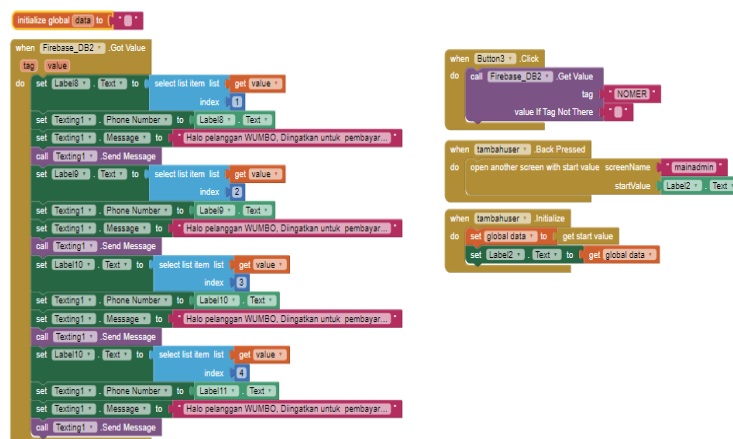 initialize global data to " "
when Firebase_DB2 .Got Value
tag value
do set Label8 . Text to select list item list get value
index 1
set Texting1 . Phone Number to Label8 . Text
set Texting1 . Message to " Halo pelanggan WUMBO, Diingatkan untuk pembayar... "
call Texting1 .Send Message
set Label9 . Text to select list item list get value
index 2
set Texting1 . Phone Number to Label9 . Text
set Texting1 . Message to " Halo pelanggan WUMBO, Diingatkan untuk pembayar... "
call Texting1 .Send Message
set Label10 . Text to select list item list get value
index 3
set Texting1 . Phone Number to Label10 . Text
set Texting1 . Message to " Halo pelanggan WUMBO, Diingatkan untuk pembayar... "
call Texting1 .Send Message
set Label10 . Text to select list item list get value
index 4
set Texting1 . Phone Number to Label11 . Text
set Texting1 . Message to " Halo pelanggan WUMBO, Diingatkan untuk pembayar... "
call Texting1 .Send Message
when Button3 .Click
do call Firebase_DB2 .Get Value
tag " NOMER "
value If Tag Not There " "
when tambahuser .Back Pressed
do open another screen with start value screenName " mainadmin "
startValue Label2 . Text
when tambahuser .Initialize
do set global data to get start value
set Label2 . Text to get global data